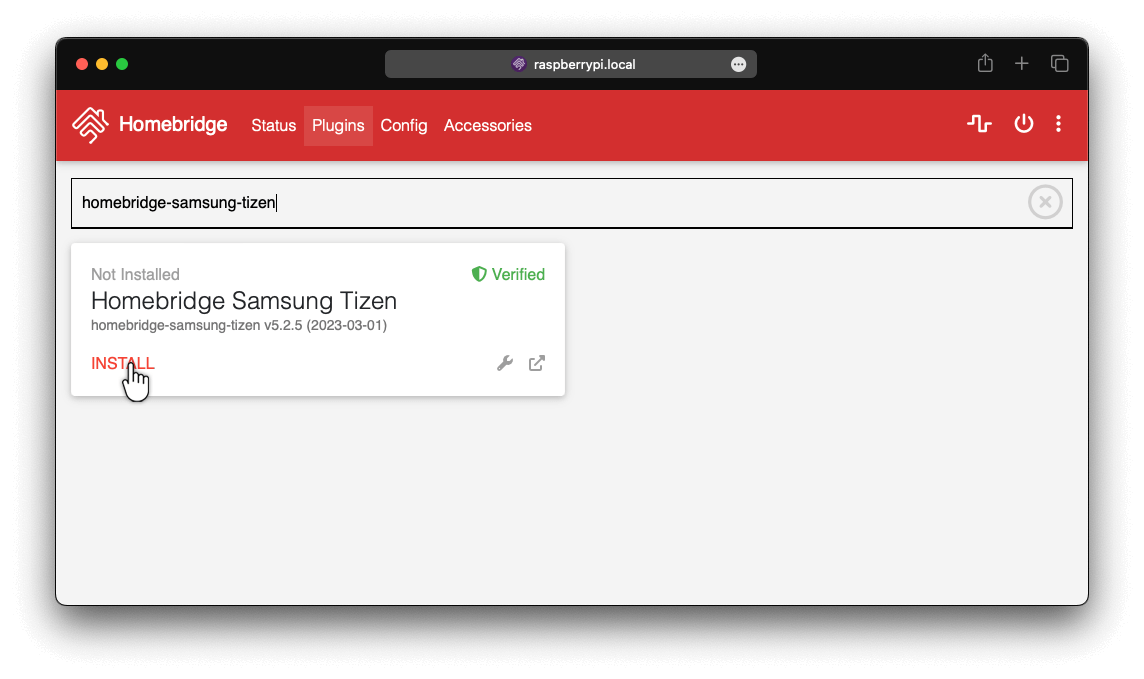 raspberrypi.local
Homebridge Status Plugins Config Accessories
homebridge-samsung-tizen
Not Installed Verified
Homebridge Samsung Tizen
homebridge-samsung-tizen v5.2.5 (2023-03-01)
INSTALL